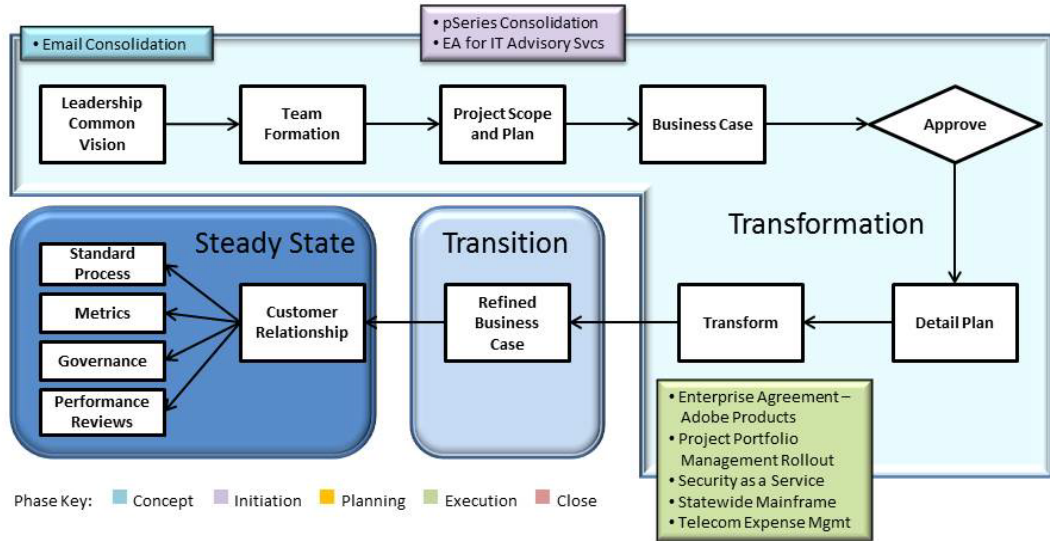 • Email Consolidation
• pSeries Consolidation
• EA for IT Advisory Svcs
Leadership
Common
Vision
Team
Formation
Project Scope
and Plan
Business Case
Approve
Steady State
Transition
Transformation
Standard
Process
Metrics
Governance
Performance
Reviews
Customer
Relationship
Refined
Business
Case
Transform
Detail Plan
• Enterprise Agreement –
Adobe Products
• Project Portfolio
Management Rollout
• Security as a Service
• Statewide Mainframe
• Telecom Expense Mgmt
Phase Key: Concept Initiation Planning Execution Close